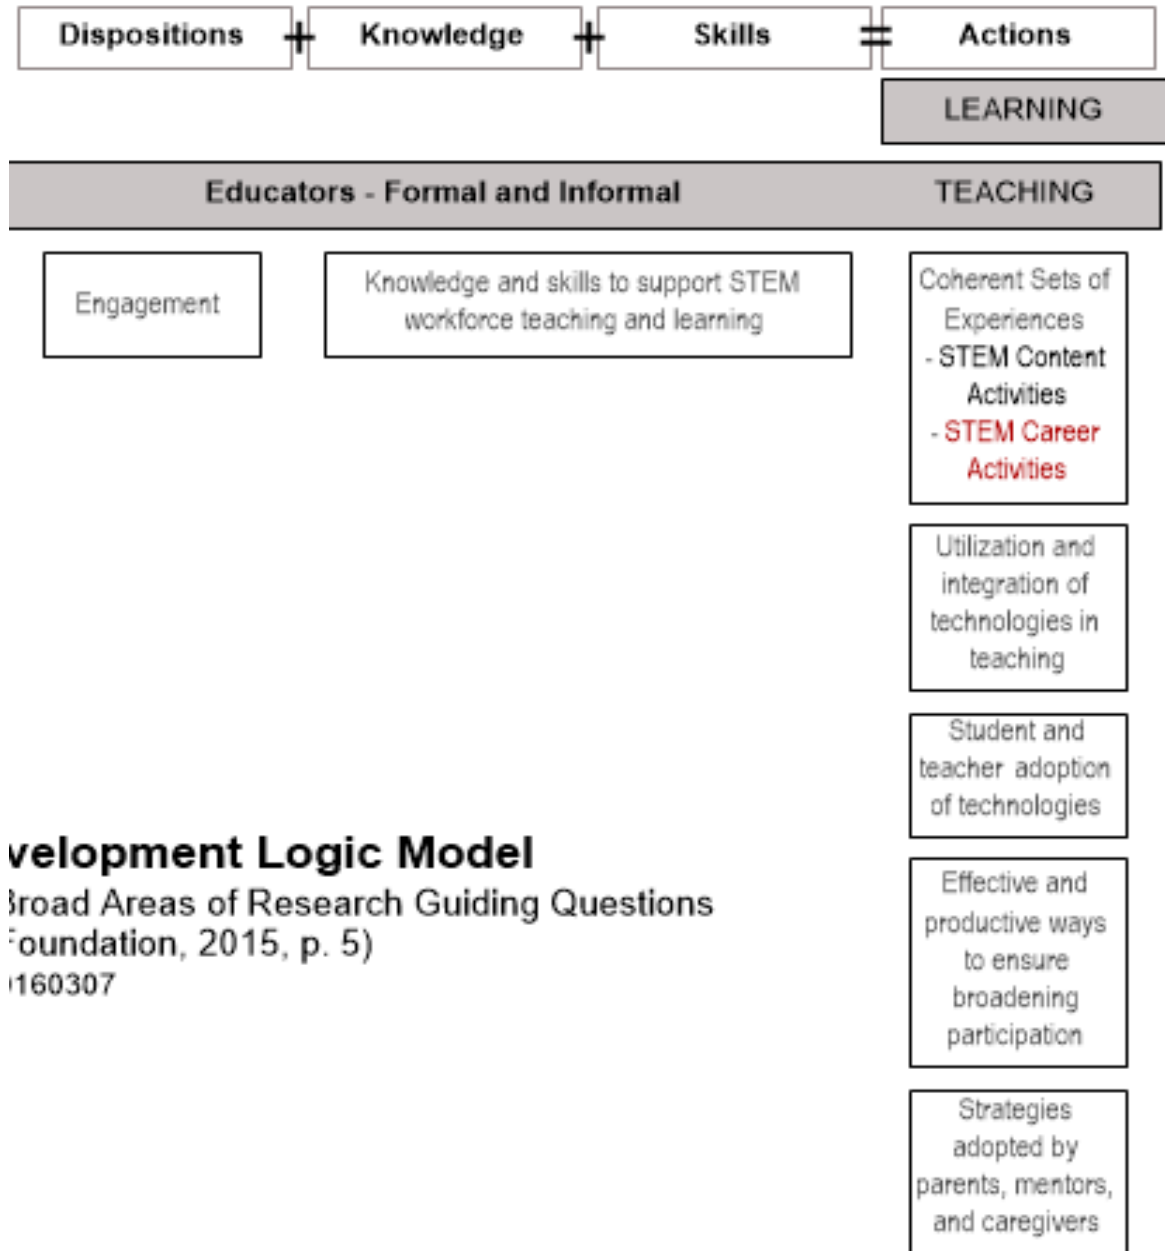 Dispositions + Knowledge + Skills = Actions
LEARNING
Educators - Formal and Informal TEACHING
Engagement
Knowledge and skills to support STEM
workforce teaching and learning
Coherent Sets of
Experiences
- STEM Content
Activities
- STEM Career
Activities
Utilization and
integration of
technologies in
teaching
Student and
teacher adoption
of technologies
velopment Logic Model
Broad Areas of Research Guiding Questions
Foundation, 2015, p. 5)
160307
Effective and
productive ways
to ensure
broadening
participation
Strategies
adopted by
parents, mentors,
and caregivers